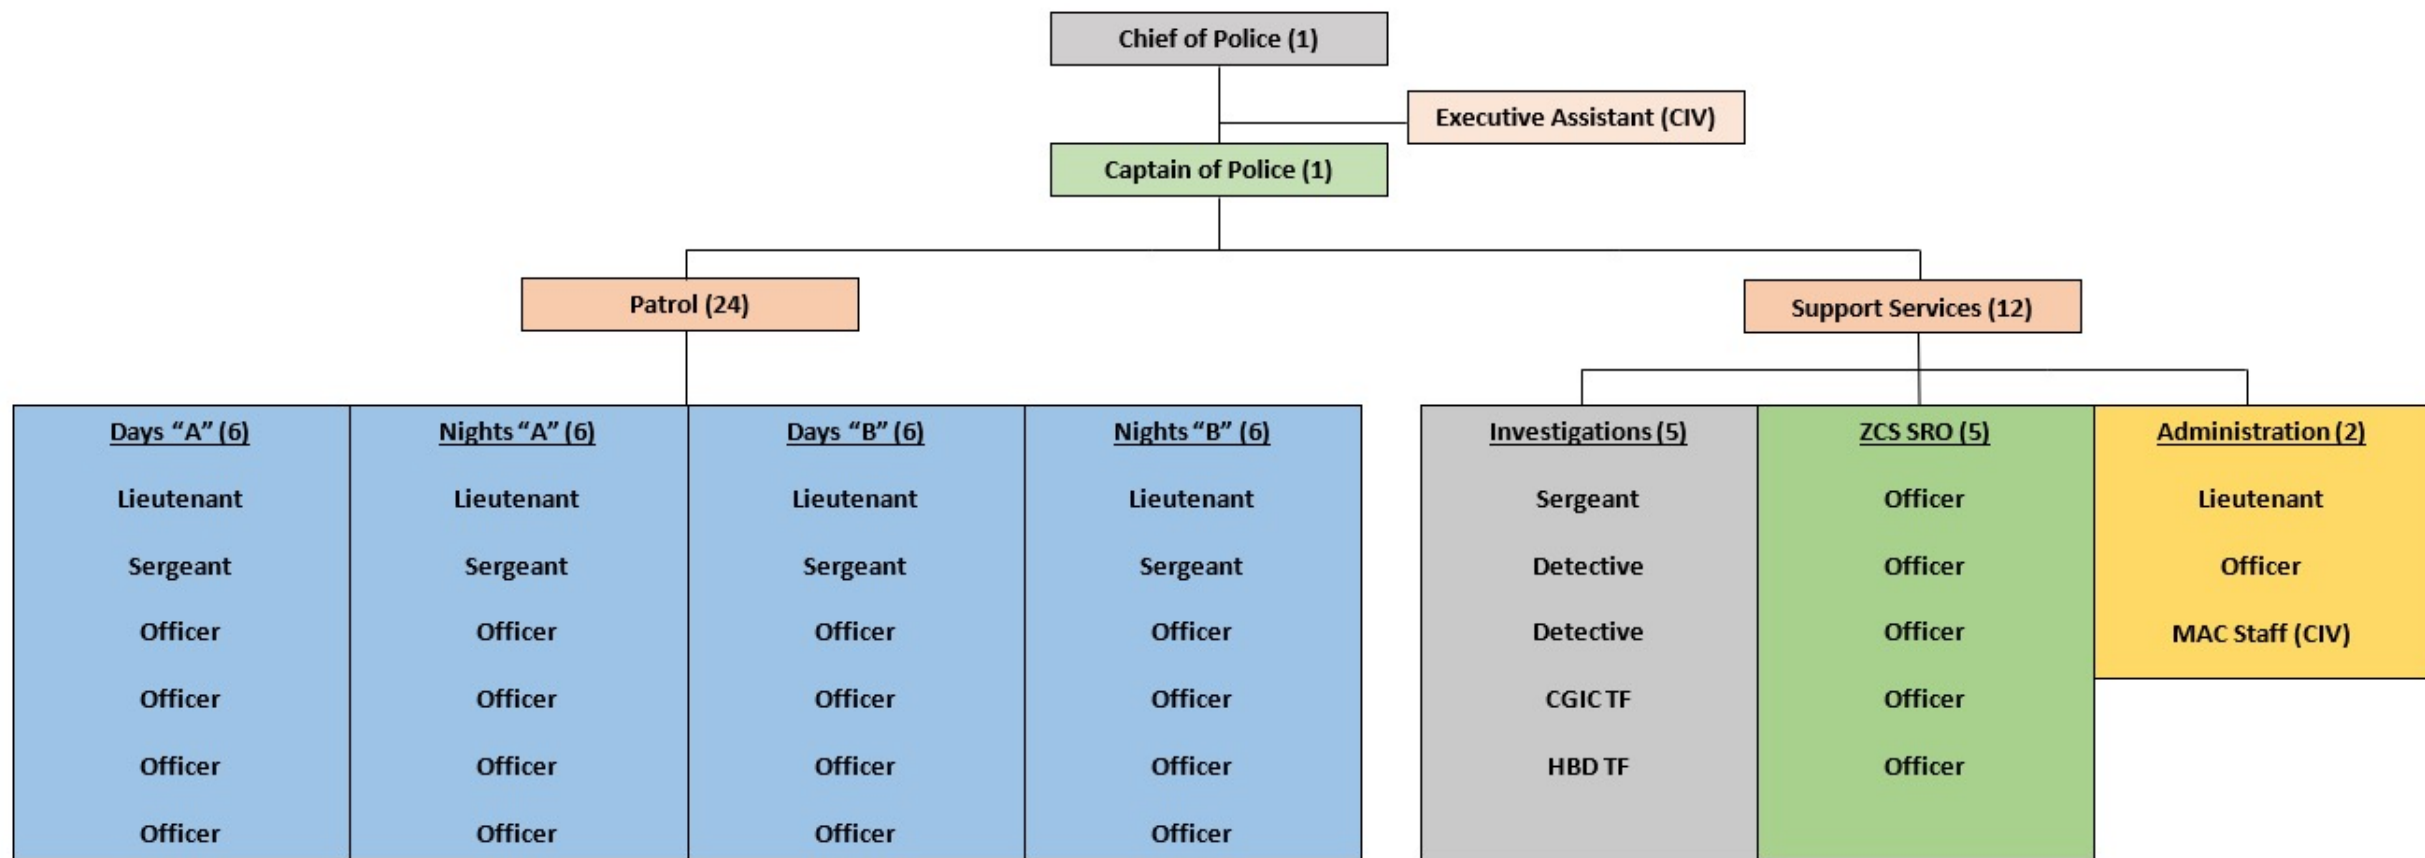 Chief of Police (1)
Executive Assistant (CIV)
Captain of Police (1)
Patrol (24)
Support Services (12)
Days “A” (6)
Lieutenant
Sergeant
Officer
Officer
Officer
Officer
Nights “A” (6)
Lieutenant
Sergeant
Officer
Officer
Officer
Officer
Days “B” (6)
Lieutenant
Sergeant
Officer
Officer
Officer
Officer
Nights “B” (6)
Lieutenant
Sergeant
Officer
Officer
Officer
Officer
Investigations (5)
Sergeant
Detective
Detective
CGIC TF
HBD TF
ZCS SRO (5)
Officer
Officer
Officer
Officer
Officer
Administration (2)
Lieutenant
Officer
MAC Staff (CIV)